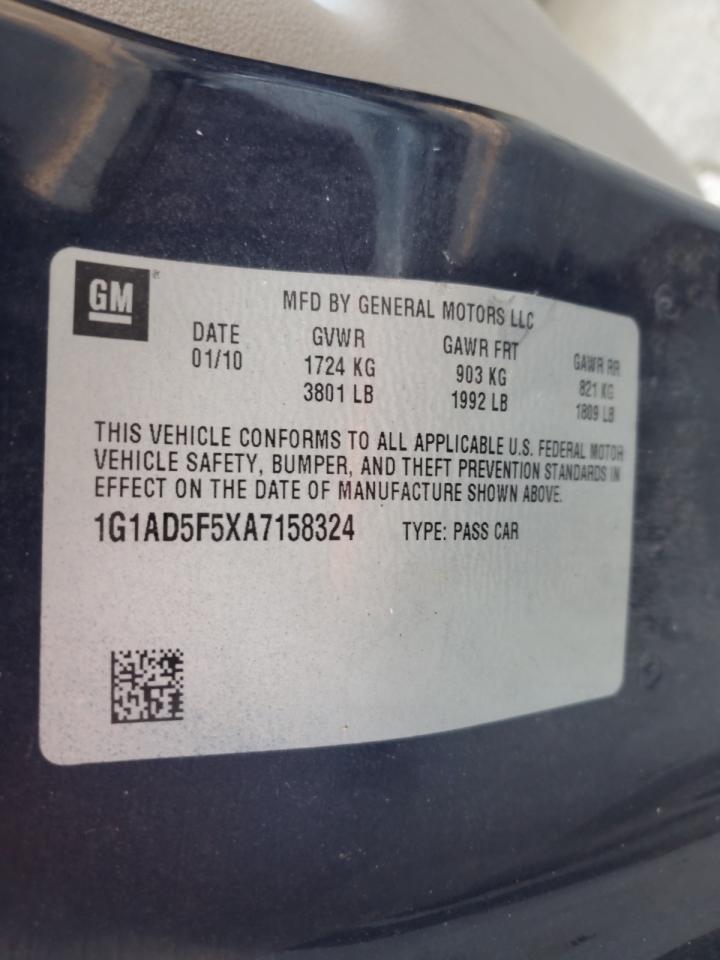 GM®
MFD BY GENERAL MOTORS LLC
DATE GVWR GAWR FRT GAWR RR
01/10 1724 KG 903 KG 821 KG
3801 LB 1992 LB 1809 LB
THIS VEHICLE CONFORMS TO ALL APPLICABLE U.S. FEDERAL MOTOR
VEHICLE SAFETY, BUMPER, AND THEFT PREVENTION STANDARDS IN
EFFECT ON THE DATE OF MANUFACTURE SHOWN ABOVE.
1G1AD5F5XA7158324 TYPE: PASS CAR